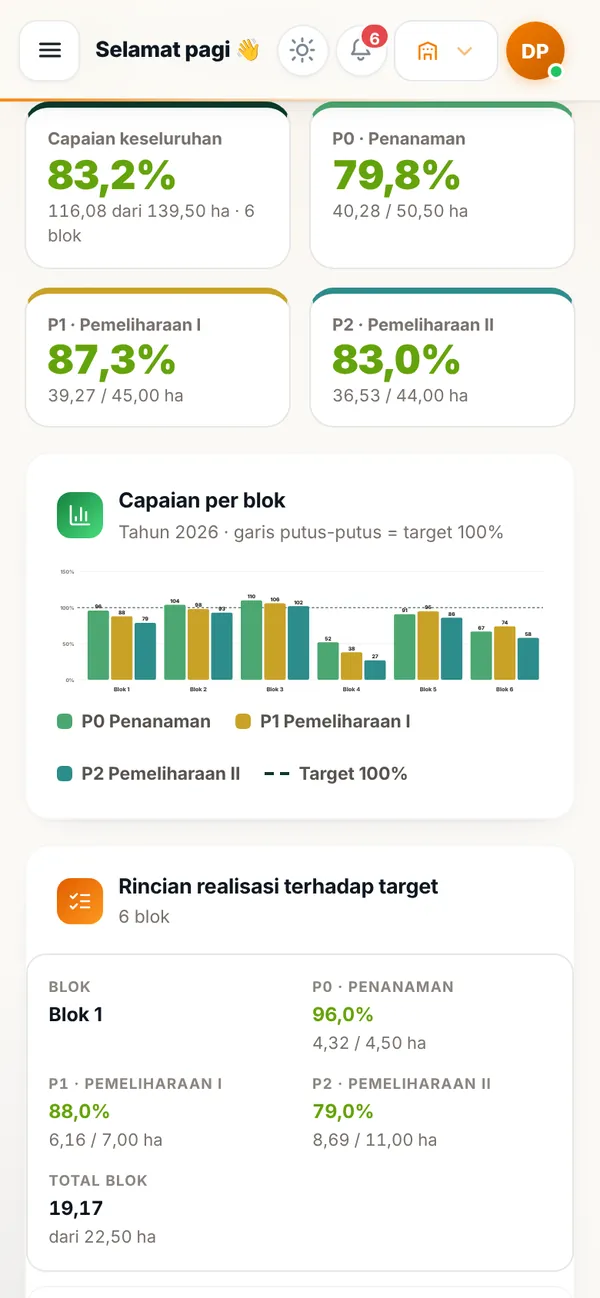 Selamat pagi 👋
6
DP
Capaian keseluruhan
83,2%
116,08 dari 139,50 ha · 6
blok
P0 · Penanaman
79,8%
40,28 / 50,50 ha
P1 · Pemeliharaan I
87,3%
39,27 / 45,00 ha
P2 · Pemeliharaan II
83,0%
36,53 / 44,00 ha
Capaian per blok
Tahun 2026 · garis putus-putus = target 100%
150%
100%
50%
0%
96 88 79
104 98 93
110 106 102
52 38 27
91 95 86
67 74 58
Blok 1 Blok 2 Blok 3 Blok 4 Blok 5 Blok 6
P0 Penanaman P1 Pemeliharaan I
P2 Pemeliharaan II Target 100%
Rincian realisasi terhadap target
6 blok
BLOK
Blok 1
P0 · PENANAMAN
96,0%
4,32 / 4,50 ha
P1 · PEMELIHARAAN I
88,0%
6,16 / 7,00 ha
P2 · PEMELIHARAAN II
79,0%
8,69 / 11,00 ha
TOTAL BLOK
19,17
dari 22,50 ha